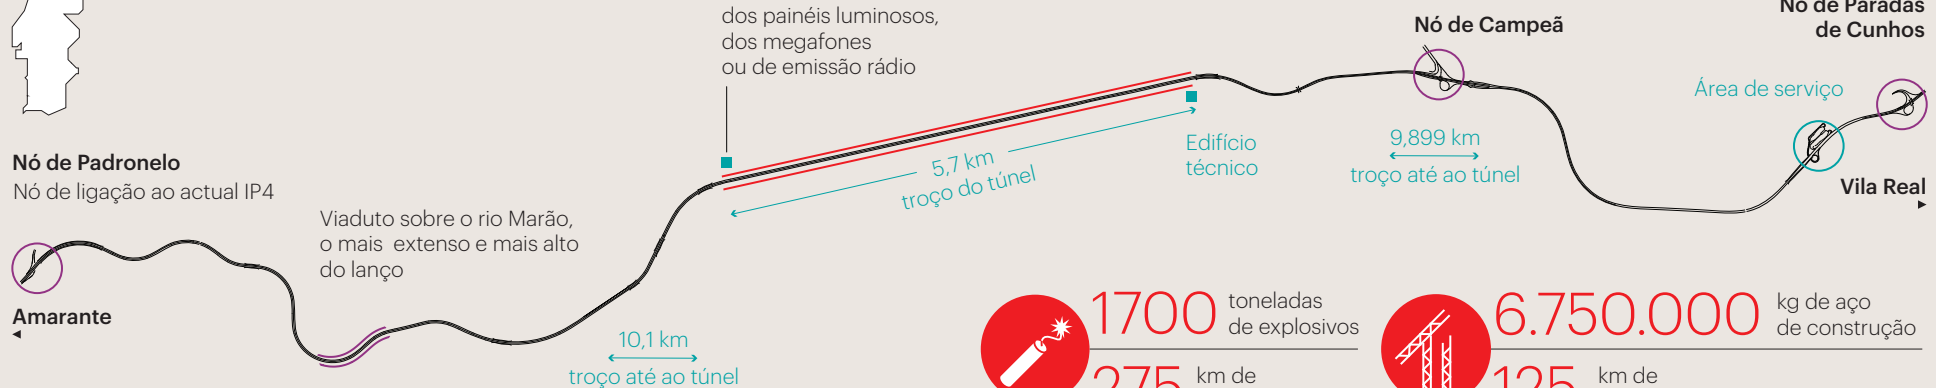 dos painéis luminosos,
dos megafones
ou de emissão rádio
Nó de Campeã
Nó de Paradas
de Cunhos
Área de serviço
Nó de Padronelo
Nó de ligação ao actual IP4
Edifício
técnico
9,899 km
troço até ao túnel
5,7 km
troço do túnel
Vila Real
Viaduto sobre o rio Marão,
o mais extenso e mais alto
do lanço
Amarante
10,1 km
troço até ao túnel
1700 toneladas
de explosivos
6.750.000 kg de aço
de construção
275 km de
125 km de